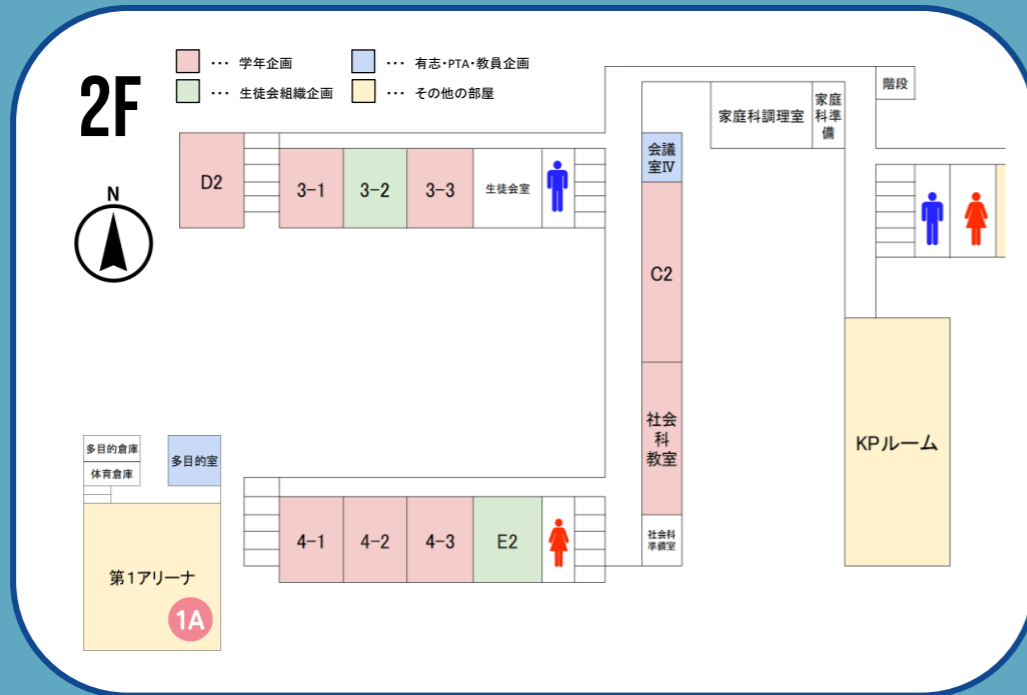 2F
… 学年企画
… 有志・PTA・教員企画
… 生徒会組織企画
… その他の部屋
N
階段
家庭科調理室
家庭
科準
備
D2
3-1
3-2
3-3
生徒会室
会議
室Ⅳ
C2
社会
科
教室
社会科
準備室
KPルーム
多目的倉庫
体育倉庫
多目的室
第1アリーナ
1A
4-1
4-2
4-3
E2